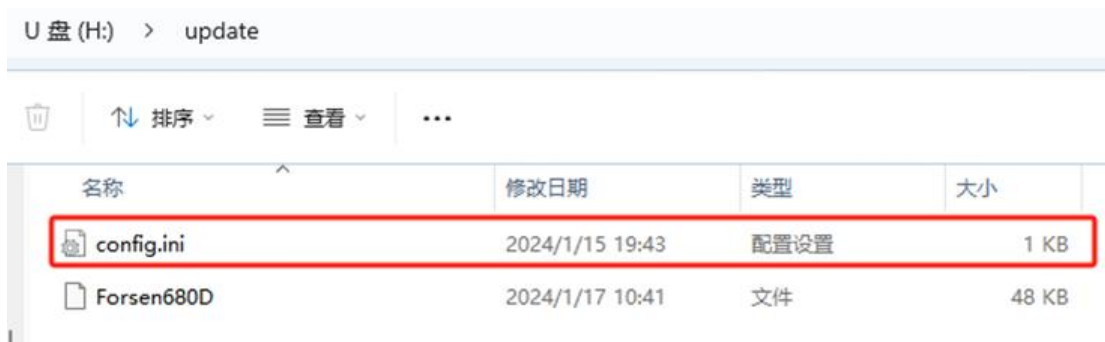 U 盘 (H:) > update
排序 查看 ...
名称 修改日期 类型 大小
config.ini 2024/1/15 19:43 配置设置 1 KB
Forsen680D 2024/1/17 10:41 文件 48 KB